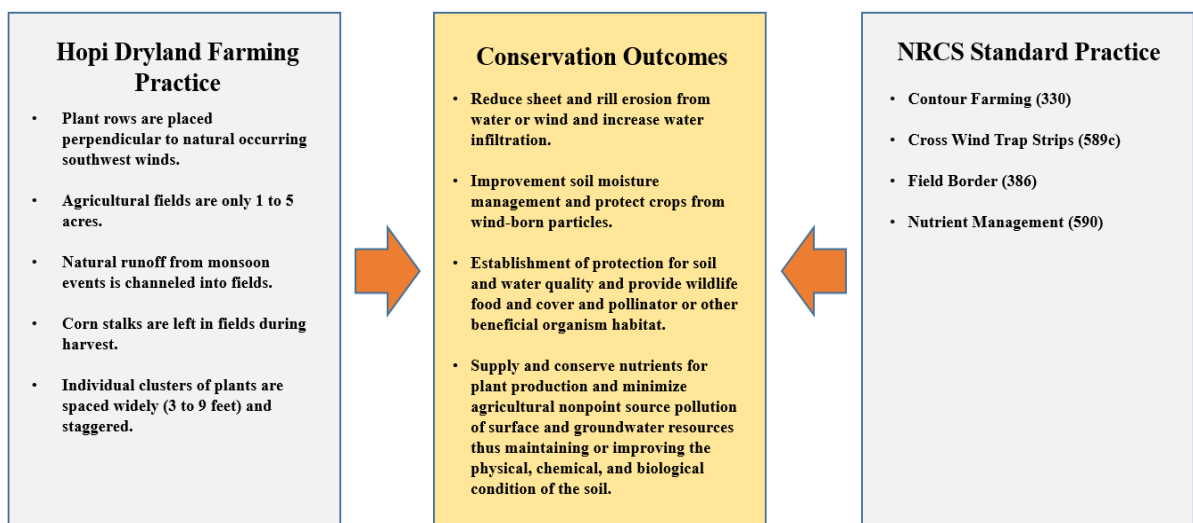 Hopi Dryland Farming
Practice
• Plant rows are placed
perpendicular to natural occurring
southwest winds.
• Agricultural fields are only 1 to 5
acres.
• Natural runoff from monsoon
events is channeled into fields.
• Corn stalks are left in fields during
harvest.
• Individual clusters of plants are
spaced widely (3 to 9 feet) and
staggered.
Conservation Outcomes
• Reduce sheet and rill erosion from
water or wind and increase water
infiltration.
• Improvement soil moisture
management and protect crops from
wind-born particles.
• Establishment of protection for soil
and water quality and provide wildlife
food and cover and pollinator or other
beneficial organism habitat.
• Supply and conserve nutrients for
plant production and minimize
agricultural nonpoint source pollution
of surface and groundwater resources
thus maintaining or improving the
physical, chemical, and biological
condition of the soil.
NRCS Standard Practice
• Contour Farming (330)
• Cross Wind Trap Strips (589c)
• Field Border (386)
• Nutrient Management (590)